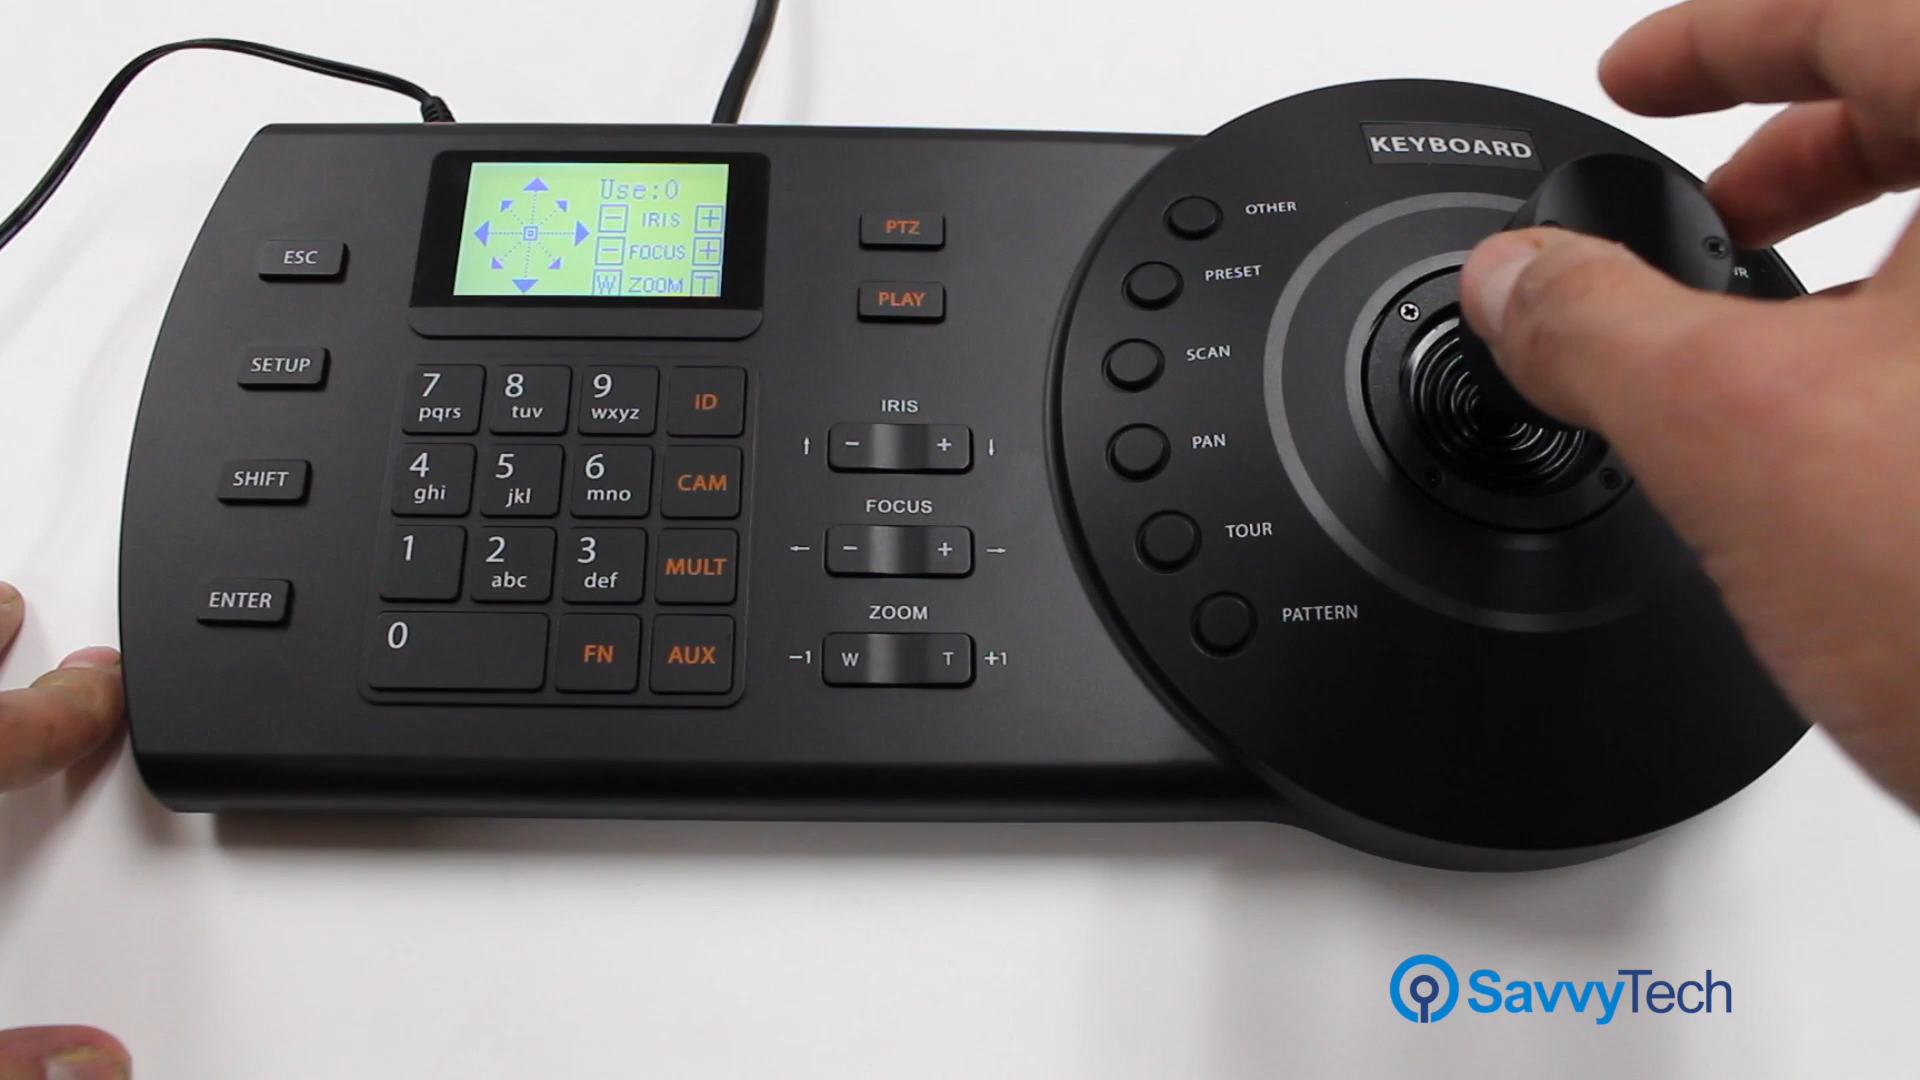 KEYBOARD
Use:0
− IRIS +
− FOCUS +
W ZOOM T
ESC
SETUP
SHIFT
ENTER
PTZ
PLAY
7 pqrs
8 tuv
9 wxyz
ID
4 ghi
5 jkl
6 mno
CAM
1
2 abc
3 def
MULT
0
FN
AUX
IRIS
↑ − + ↓
FOCUS
← − + →
ZOOM
−1 W T +1
OTHER
PRESET
SCAN
PAN
TOUR
PATTERN
SavvyTech